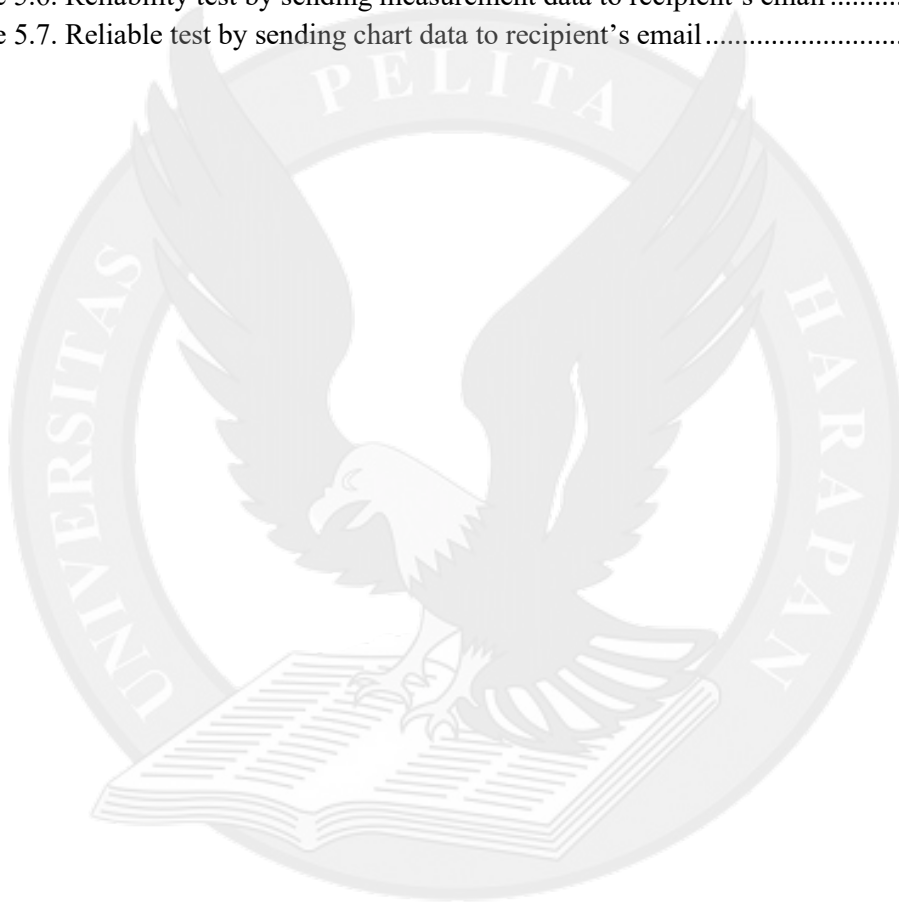 e 5.6. Reliability test by sending measurement data to recipient's email..........
e 5.7. Reliable test by sending chart data to recipient's email............................
UNIVERSITAS PELITA HARAPAN